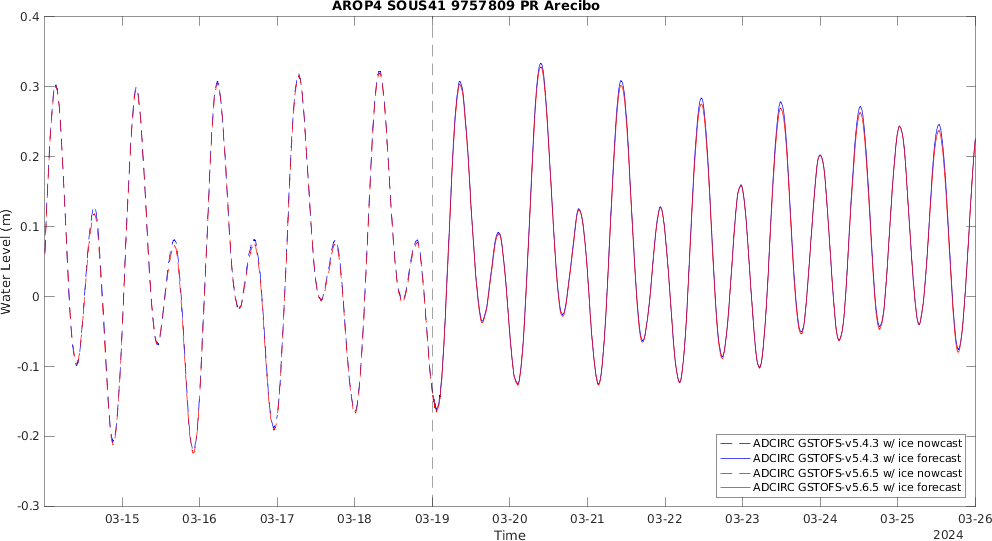 AROP4 SOUS41 9757809 PR Arecibo
Water Level (m)
0.4
0.3
0.2
0.1
0
-0.1
-0.2
-0.3
ADCIRC GSTOFS-v5.4.3 w/ ice nowcast
ADCIRC GSTOFS-v5.4.3 w/ ice forecast
ADCIRC GSTOFS-v5.6.5 w/ ice nowcast
ADCIRC GSTOFS-v5.6.5 w/ ice forecast
03-15 03-16 03-17 03-18 03-19 03-20 03-21 03-22 03-23 03-24 03-25 03-26
Time
2024